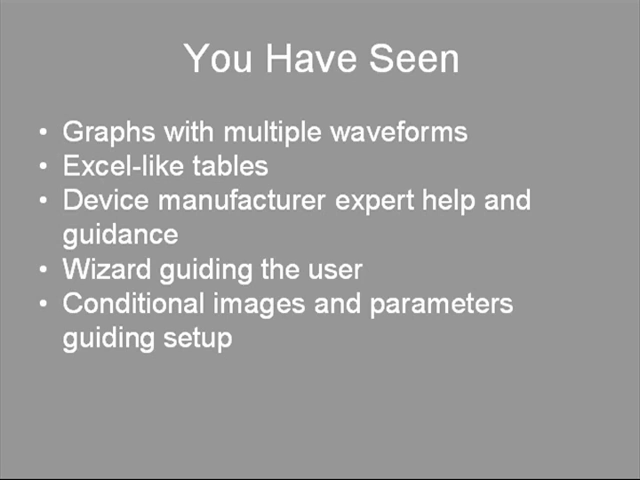 You Have Seen
• Graphs with multiple waveforms
• Excel-like tables
• Device manufacturer expert help and
guidance
• Wizard guiding the user
• Conditional images and parameters
guiding setup